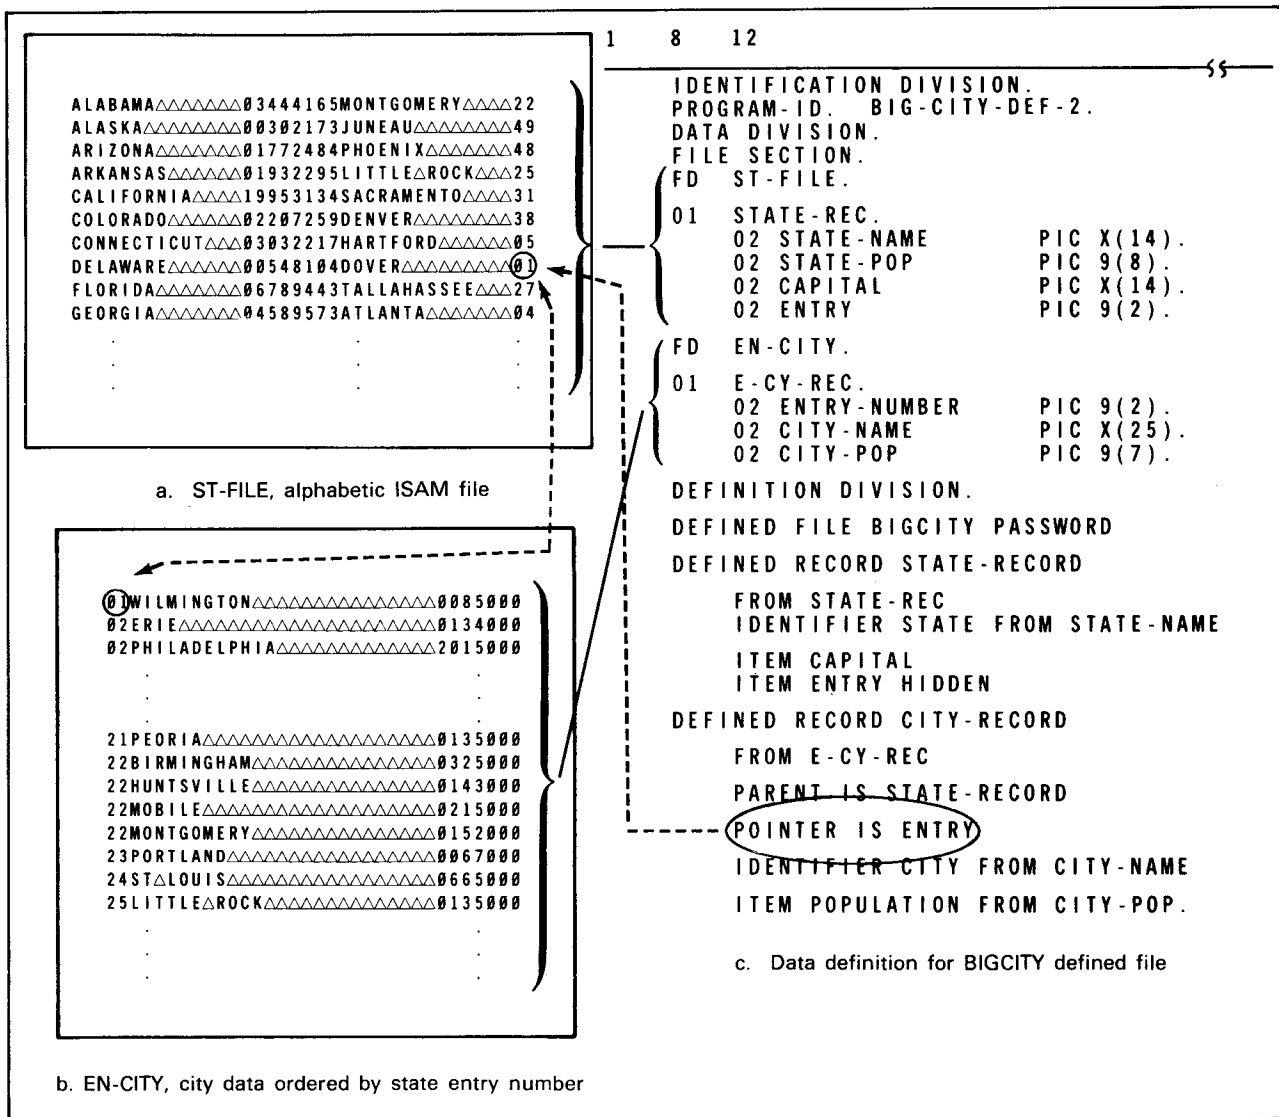 ALABAMA△△△△△△△03444165MONTGOMERY△△△△22
ALASKA△△△△△△△△00302173JUNEAU△△△△△△△△49
ARIZONA△△△△△△△01772484PHOENIX△△△△△△△48
ARKANSAS△△△△△△01932295LITTLE△ROCK△△△25
CALIFORNIA△△△△19953134SACRAMENTO△△△△31
COLORADO△△△△△△02207259DENVER△△△△△△△△38
CONNECTICUT△△△03032217HARTFORD△△△△△△05
DELAWARE△△△△△△00548104DOVER△△△△△△△△△01
FLORIDA△△△△△△△06789443TALLAHASSEE△△△27
GEORGIA△△△△△△△04589573ATLANTA△△△△△△△04
. . .
. . .
a. ST-FILE, alphabetic ISAM file
01WILMINGTON△△△△△△△△△△△△△△△0085000
02ERIE△△△△△△△△△△△△△△△△△△△△△0134000
02PHILADELPHIA△△△△△△△△△△△△△2015000
. .
. .
. .
21PEORIA△△△△△△△△△△△△△△△△△△△0135000
22BIRMINGHAM△△△△△△△△△△△△△△△0325000
22HUNTSVILLE△△△△△△△△△△△△△△△0143000
22MOBILE△△△△△△△△△△△△△△△△△△△0215000
22MONTGOMERY△△△△△△△△△△△△△△△0152000
23PORTLAND△△△△△△△△△△△△△△△△△0067000
24ST△LOUIS△△△△△△△△△△△△△△△△△0665000
25LITTLE△ROCK△△△△△△△△△△△△△△0135000
. .
. .
. .
b. EN-CITY, city data ordered by state entry number
1 8 12
IDENTIFICATION DIVISION.
PROGRAM-ID. BIG-CITY-DEF-2.
DATA DIVISION.
FILE SECTION.
FD ST-FILE.
01 STATE-REC.
02 STATE-NAME PIC X(14).
02 STATE-POP PIC 9(8).
02 CAPITAL PIC X(14).
02 ENTRY PIC 9(2).
FD EN-CITY.
01 E-CY-REC.
02 ENTRY-NUMBER PIC 9(2).
02 CITY-NAME PIC X(25).
02 CITY-POP PIC 9(7).
DEFINITION DIVISION.
DEFINED FILE BIGCITY PASSWORD
DEFINED RECORD STATE-RECORD
FROM STATE-REC
IDENTIFIER STATE FROM STATE-NAME
ITEM CAPITAL
ITEM ENTRY HIDDEN
DEFINED RECORD CITY-RECORD
FROM E-CY-REC
PARENT IS STATE-RECORD
POINTER IS ENTRY
IDENTIFIER CITY FROM CITY-NAME
ITEM POPULATION FROM CITY-POP.
c. Data definition for BIGCITY defined file